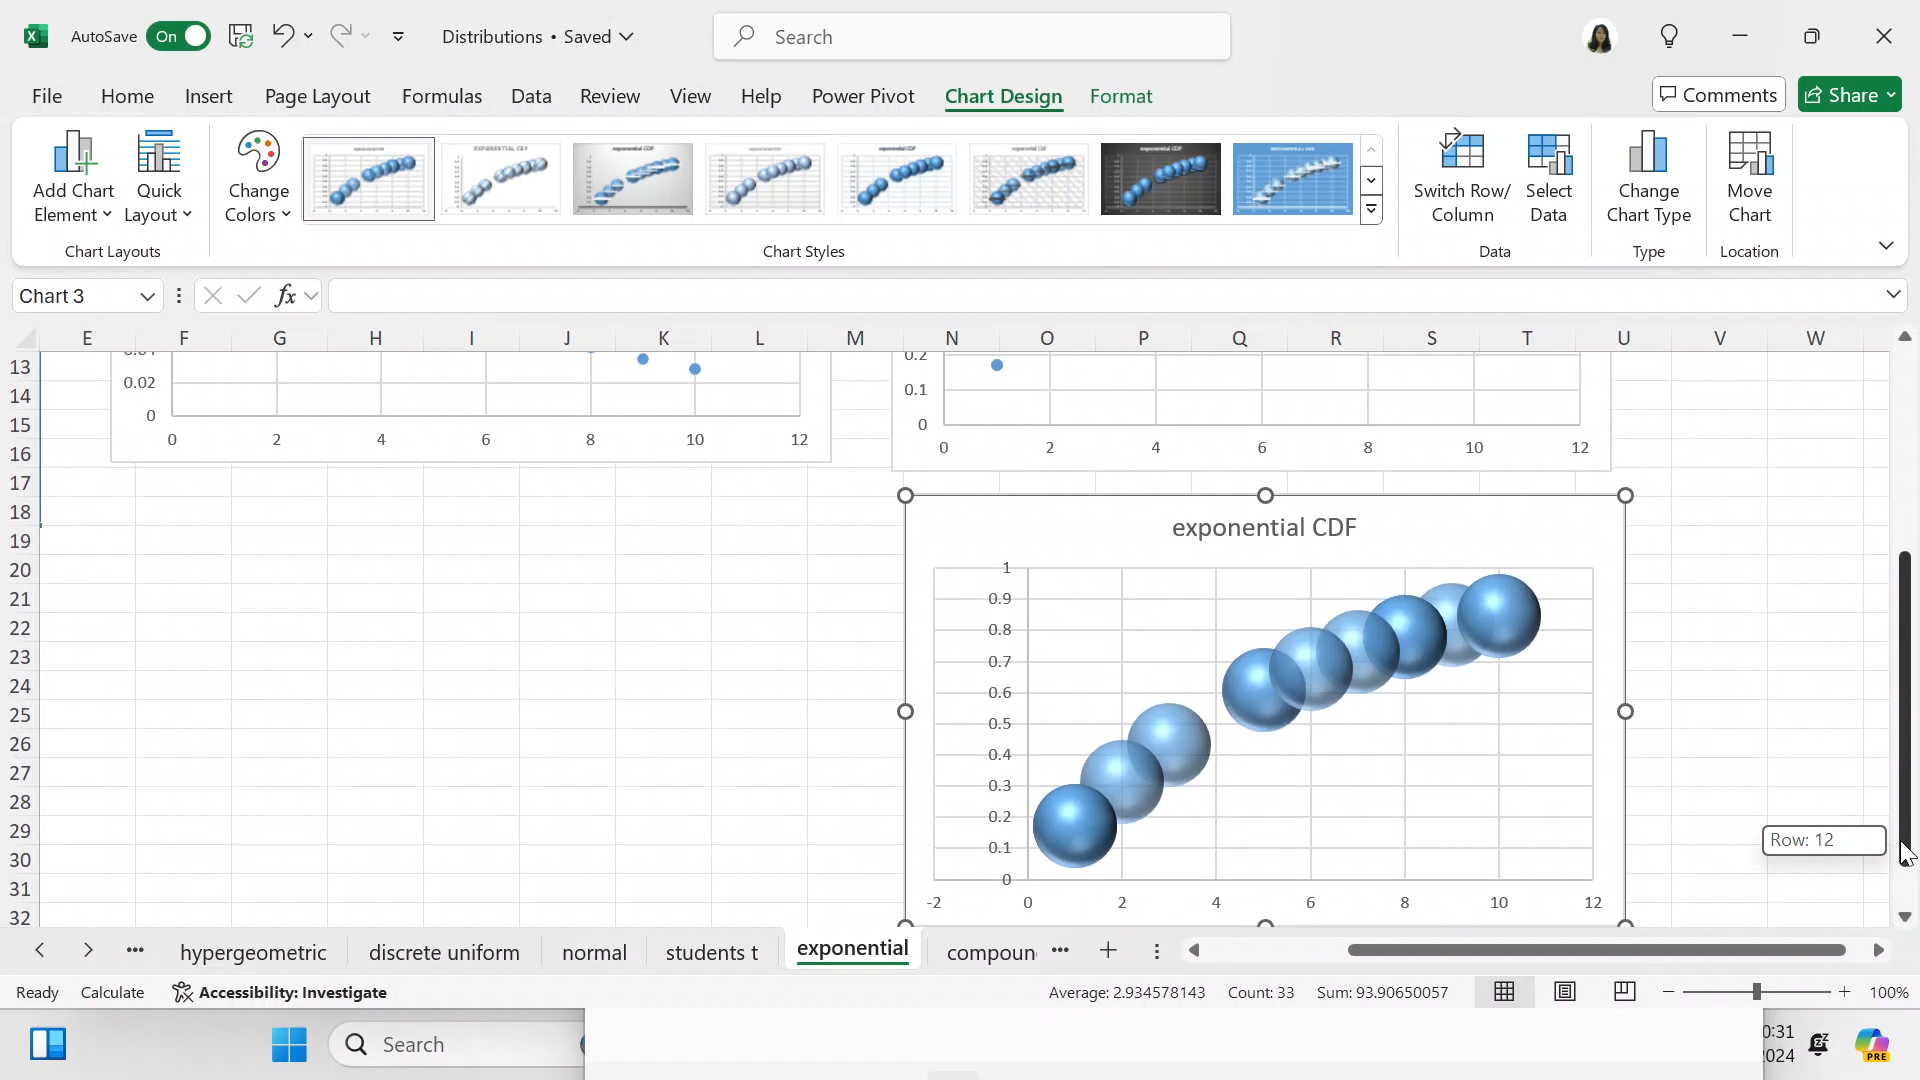 AutoSave On Distributions • Saved Search
File Home Insert Page Layout Formulas Data Review View Help Power Pivot Chart Design Format Comments Share
Add Chart Element
Quick Layout
Change Colors
Switch Row/ Column
Select Data
Change Chart Type
Move Chart
Chart Layouts Chart Styles Data Type Location
Chart 3 fx
E F G H I J K L M N O P Q R S T U V W
13
14
15
16
17
18
19
20
21
22
23
24
25
26
27
28
29
30
31
32
0.02
0
0 2 4 6 8 10 12
0.2
0.1
0
0 2 4 6 8 10 12
exponential CDF
1
0.9
0.8
0.7
0.6
0.5
0.4
0.3
0.2
0.1
0
-2 0 2 4 6 8 10 12
Row: 12
hypergeometric discrete uniform normal students t exponential compoun
Ready Calculate Accessibility: Investigate Average: 2.934578143 Count: 33 Sum: 93.90650057 100%
Search
0:31
2024
PRE